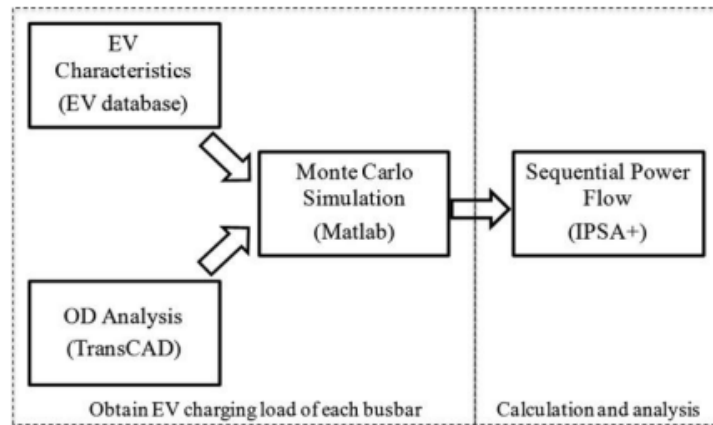 EV
Characteristics
(EV database)
Monte Carlo
Simulation
(Matlab)
Sequential Power
Flow
(IPSA+)
OD Analysis
(TransCAD)
Obtain EV charging load of each busbar
Calculation and analysis